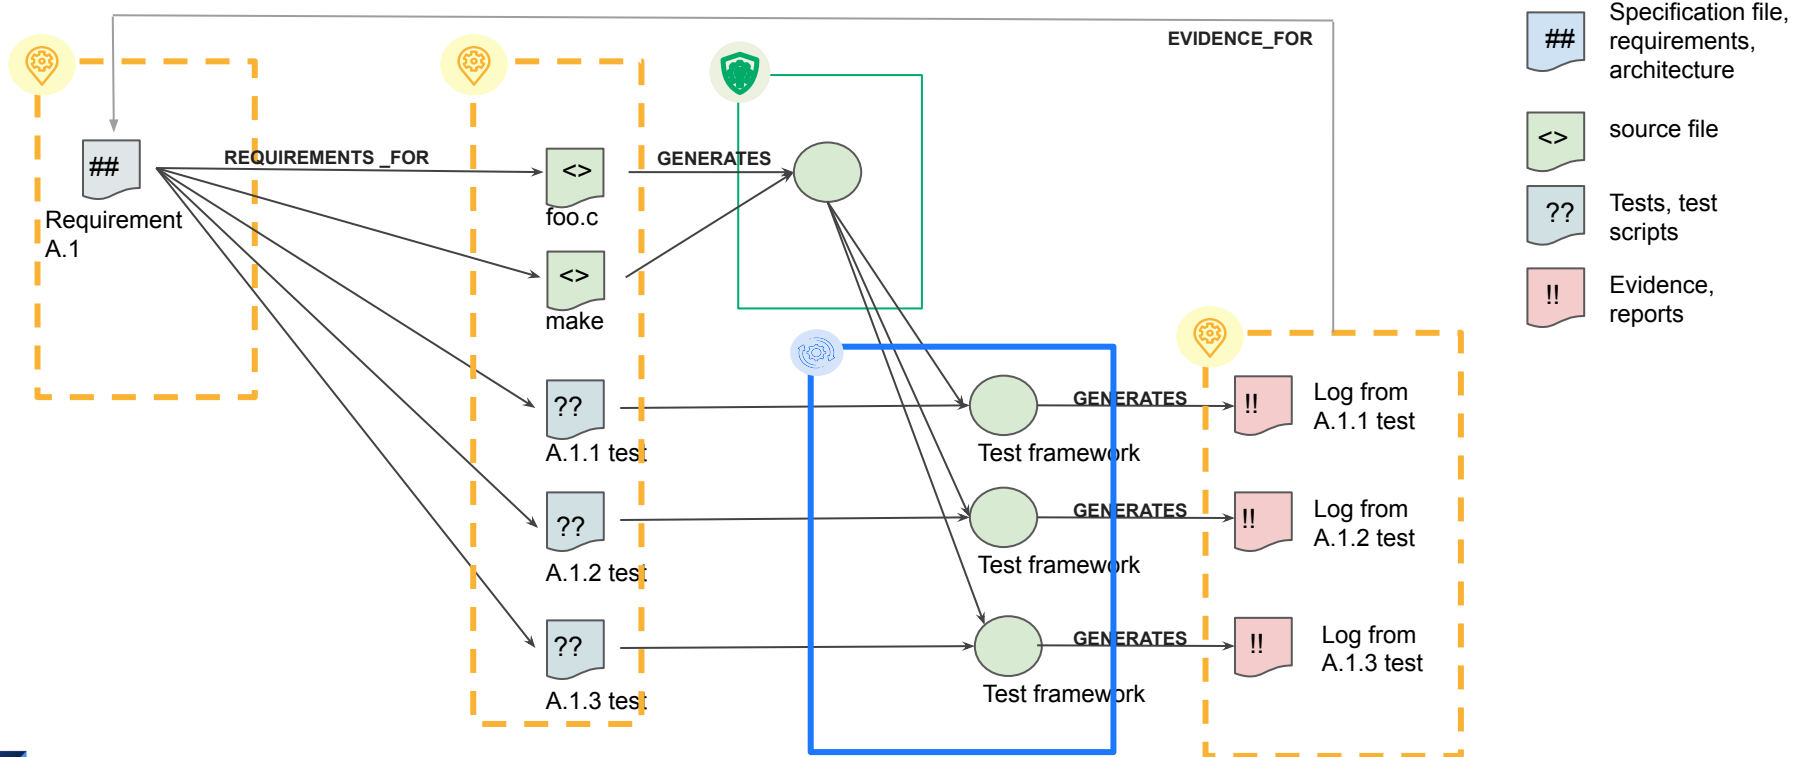 EVIDENCE_FOR
##
Requirement
A.1
REQUIREMENTS _FOR
<>
foo.c
GENERATES
<>
make
??
A.1.1 test
Test framework
GENERATES
!!
Log from
A.1.1 test
??
A.1.2 test
Test framework
GENERATES
!!
Log from
A.1.2 test
??
A.1.3 test
Test framework
GENERATES
!!
Log from
A.1.3 test
##
Specification file,
requirements,
architecture
<>
source file
??
Tests, test
scripts
!!
Evidence,
reports